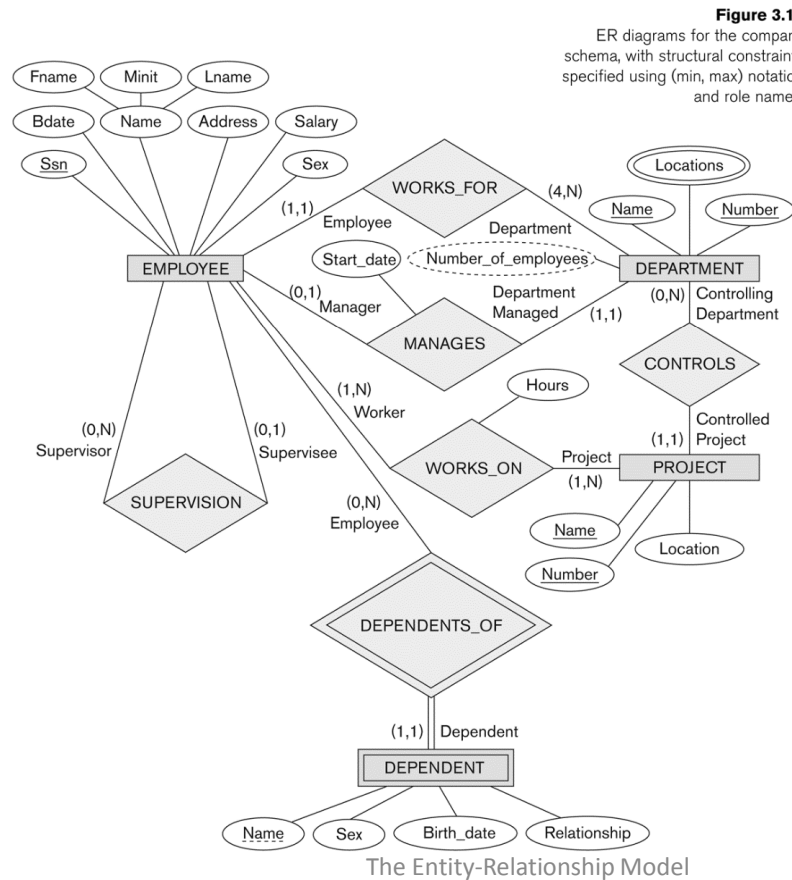 Figure 3.1
ER diagrams for the compan
schema, with structural constraint
specified using (min, max) notatio
and role name
Fname
Minit
Lname
Bdate
Name
Address
Salary
Ssn
Sex
WORKS_FOR
(1,1)
Employee
(4,N)
Department
Locations
Name
Number
Number_of_employees
Start_date
EMPLOYEE
DEPARTMENT
(0,1)
Manager
MANAGES
Department
Managed
(1,1)
(0,N)
Controlling
Department
CONTROLS
Controlled
Project
(1,1)
PROJECT
Hours
(1,N)
Worker
WORKS_ON
Project
(1,N)
Name
Number
Location
(0,N)
Supervisor
(0,1)
Supervisee
SUPERVISION
(0,N)
Employee
DEPENDENTS_OF
(1,1)
Dependent
DEPENDENT
Name
Sex
Birth_date
Relationship
The Entity-Relationship Model